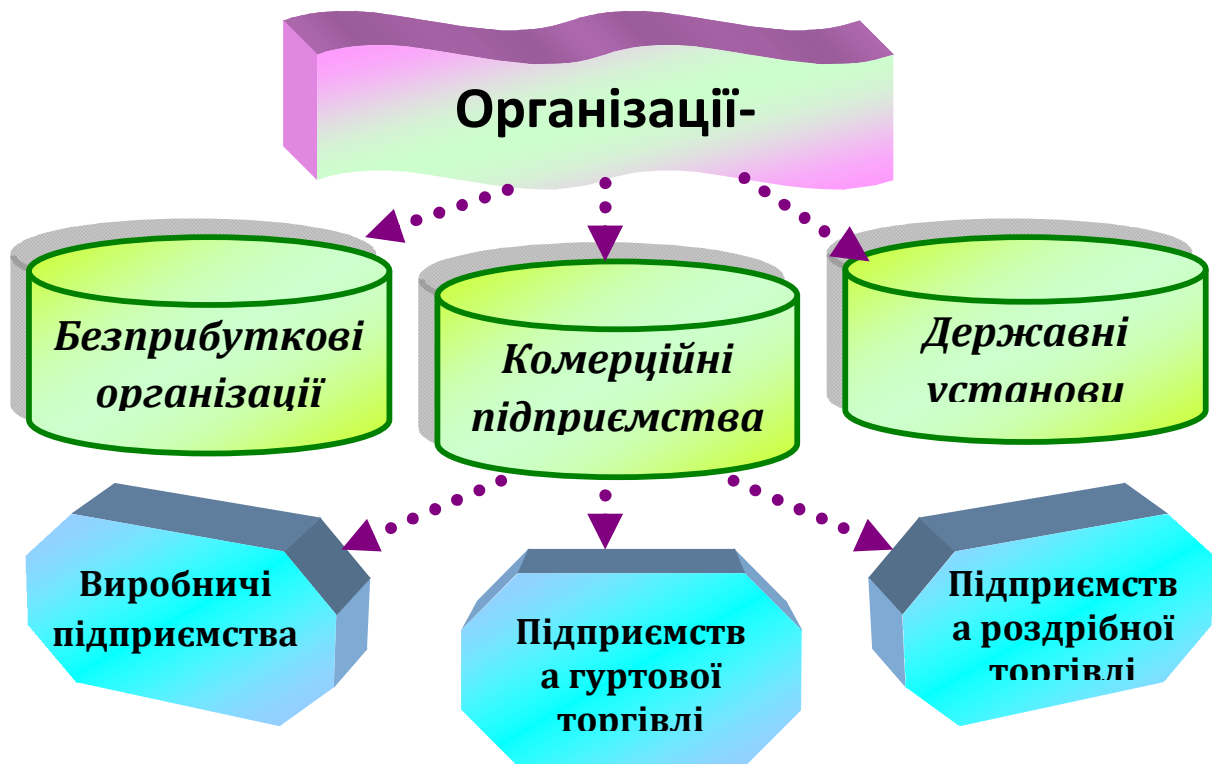 Організації-
Безприбуткові
організації
Комерційні
підприємства
Державні
установи
Виробничі
підприємства
Підприємств
а гуртової
торгівлі
Підприємств
а роздрібної
торгівлі